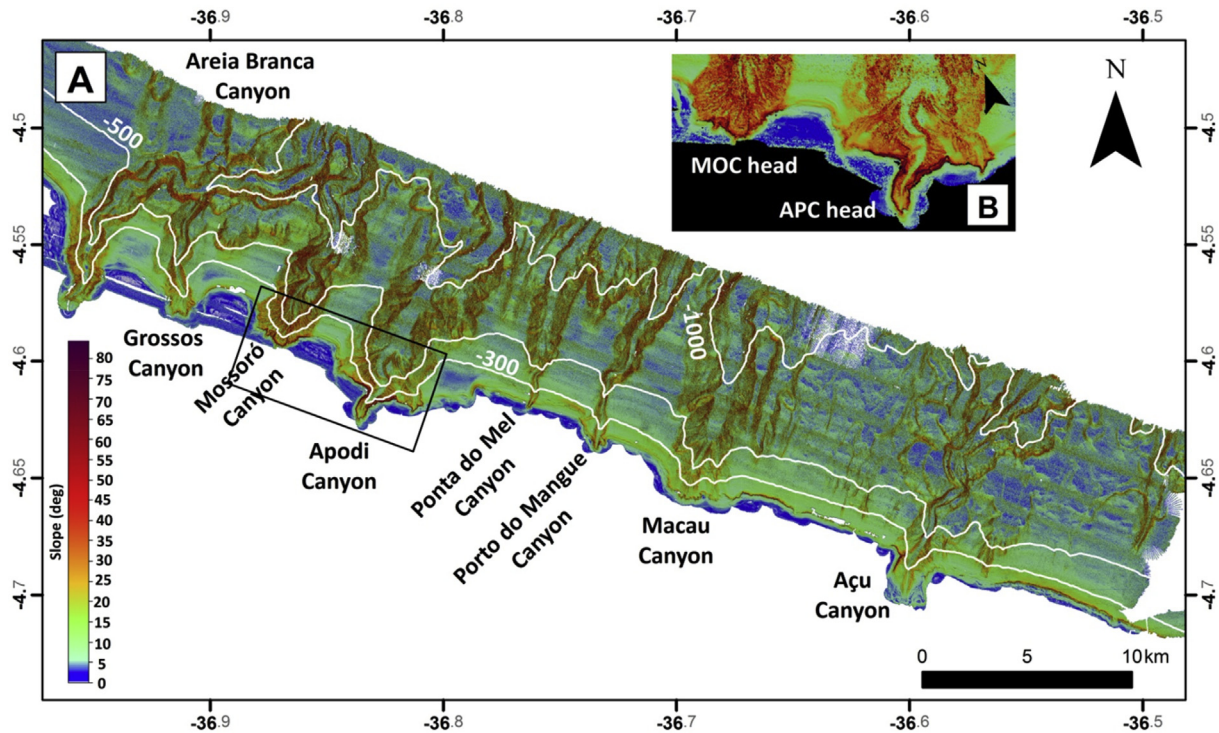 -36.9
-36.8
-36.7
-36.6
-36.5
A
Areia Branca
Canyon
-500
MOC head
APC head
B
N
N
-4.5
-4.5
-4.55
-4.55
-4.6
-4.6
-4.65
-4.65
-4.7
-4.7
Grossos
Canyon
Mossoró
Canyon
-300
-1000
Apodi
Canyon
Ponta do Mel
Canyon
Porto do Mangue
Canyon
Macau
Canyon
Açu
Canyon
Slope (deg)
80
75
70
65
60
55
50
45
40
35
30
25
20
15
10
5
0
0 5 10km
-36.9
-36.8
-36.7
-36.6
-36.5